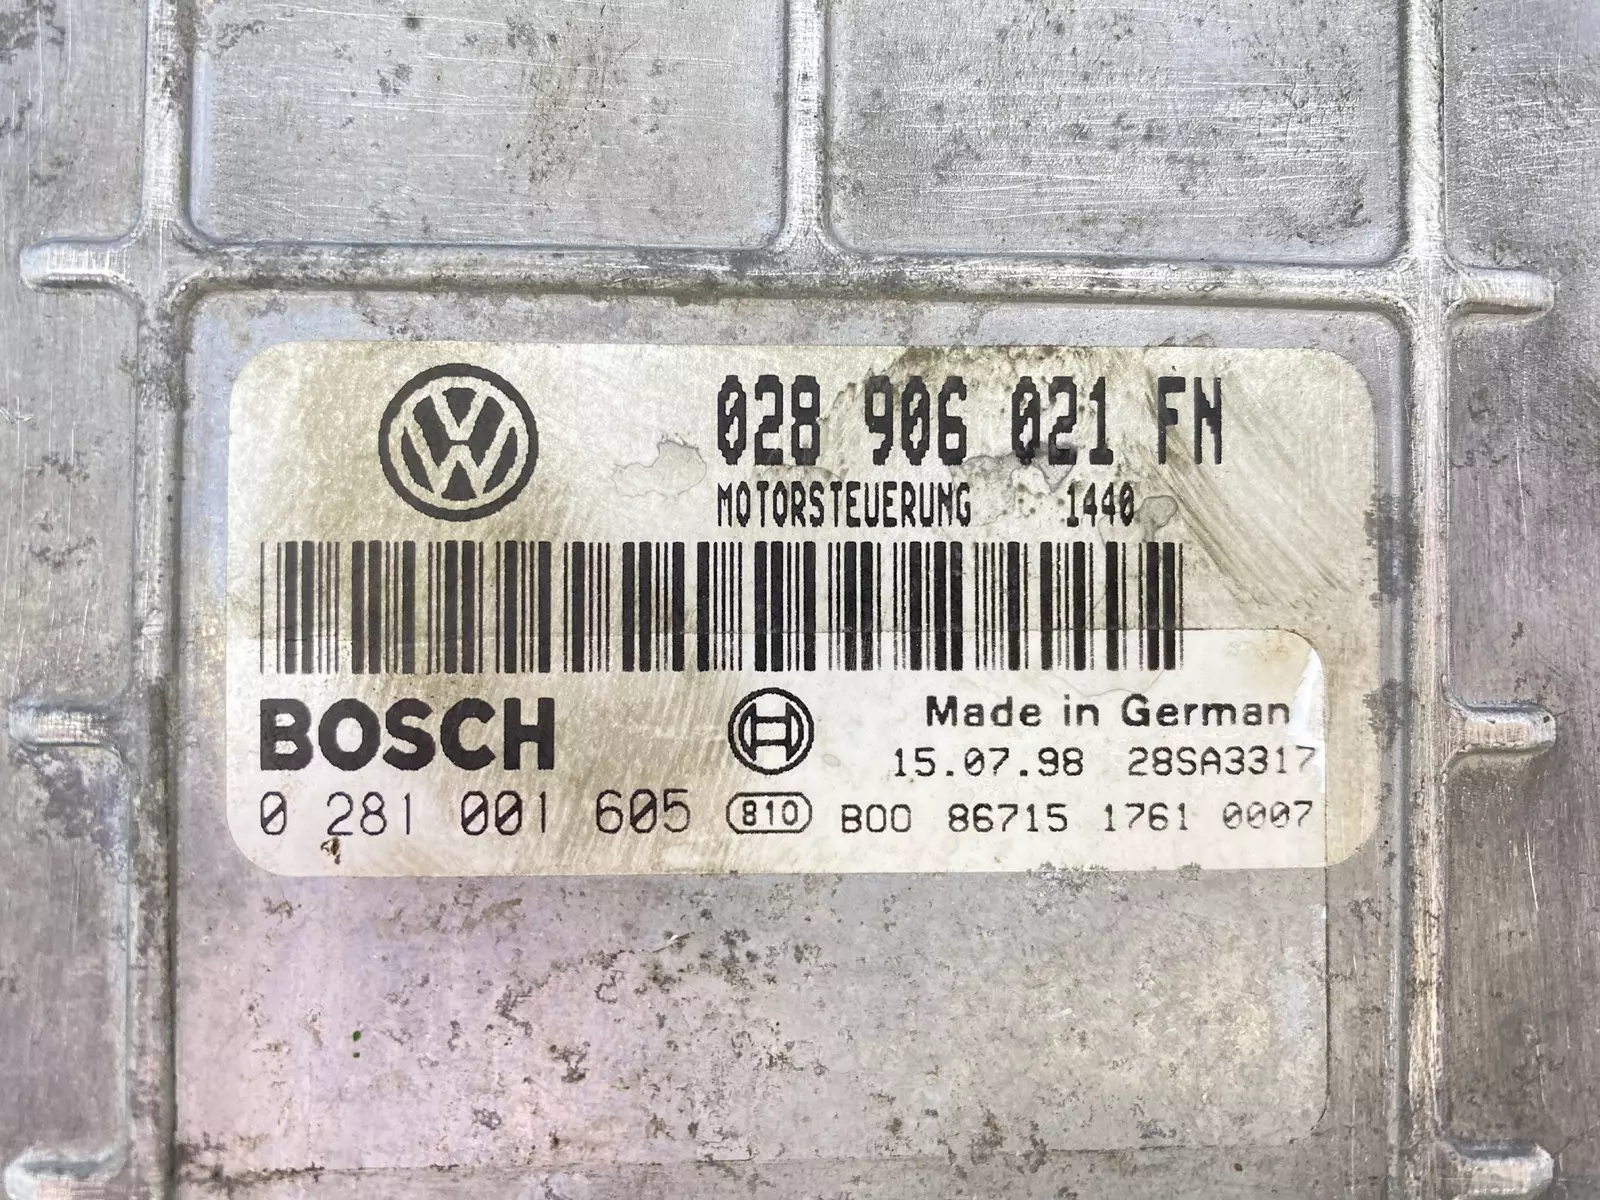 028 906 021 FN
MOTORSTEUERUNG 1440
BOSCH Made in German
15.07.98 28SA3317
0 281 001 605 810 B00 86715 1761 0007